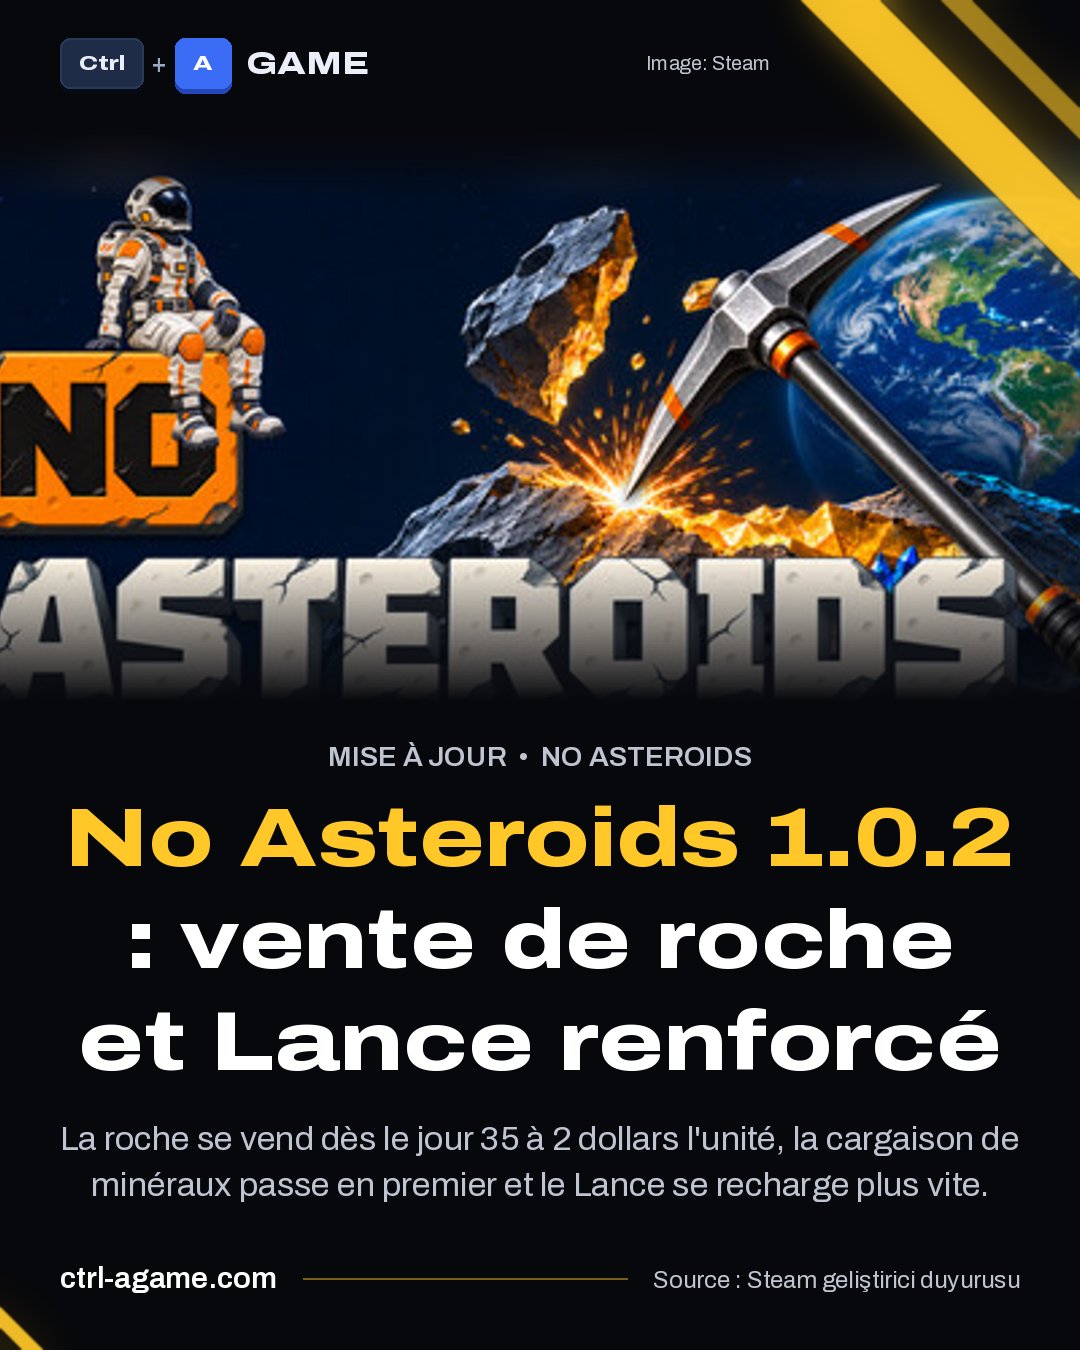 Ctrl + A GAME
Image: Steam
NO
ASTEROIDS
MISE À JOUR • NO ASTEROIDS
No Asteroids 1.0.2
: vente de roche
et Lance renforcé
La roche se vend dès le jour 35 à 2 dollars l'unité, la cargaison de
minéraux passe en premier et le Lance se recharge plus vite.
ctrl-agame.com
Source : Steam geliştirici duyurusu